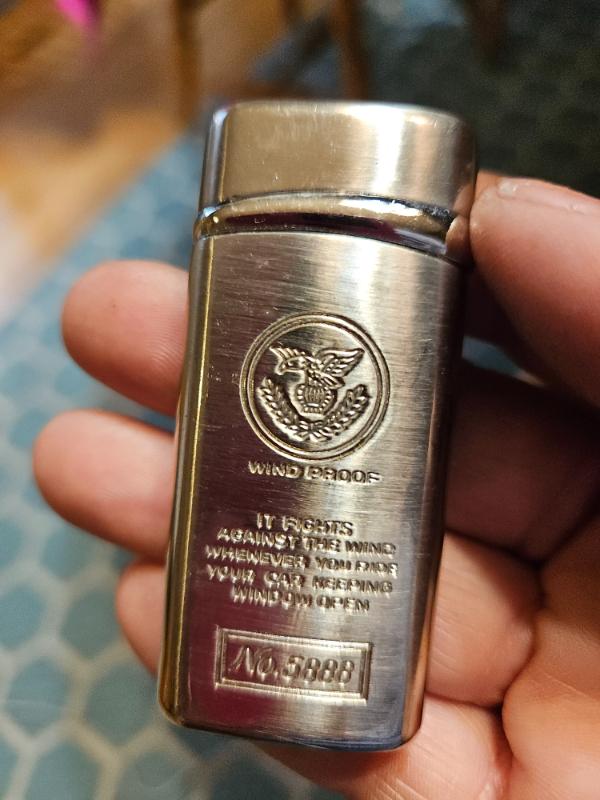 WIND PROOF
IT FIGHTS
AGAINST THE WIND
WHENEVER YOU RIDE
YOUR CAR KEEPING
WINDOW OPEN
No.5888